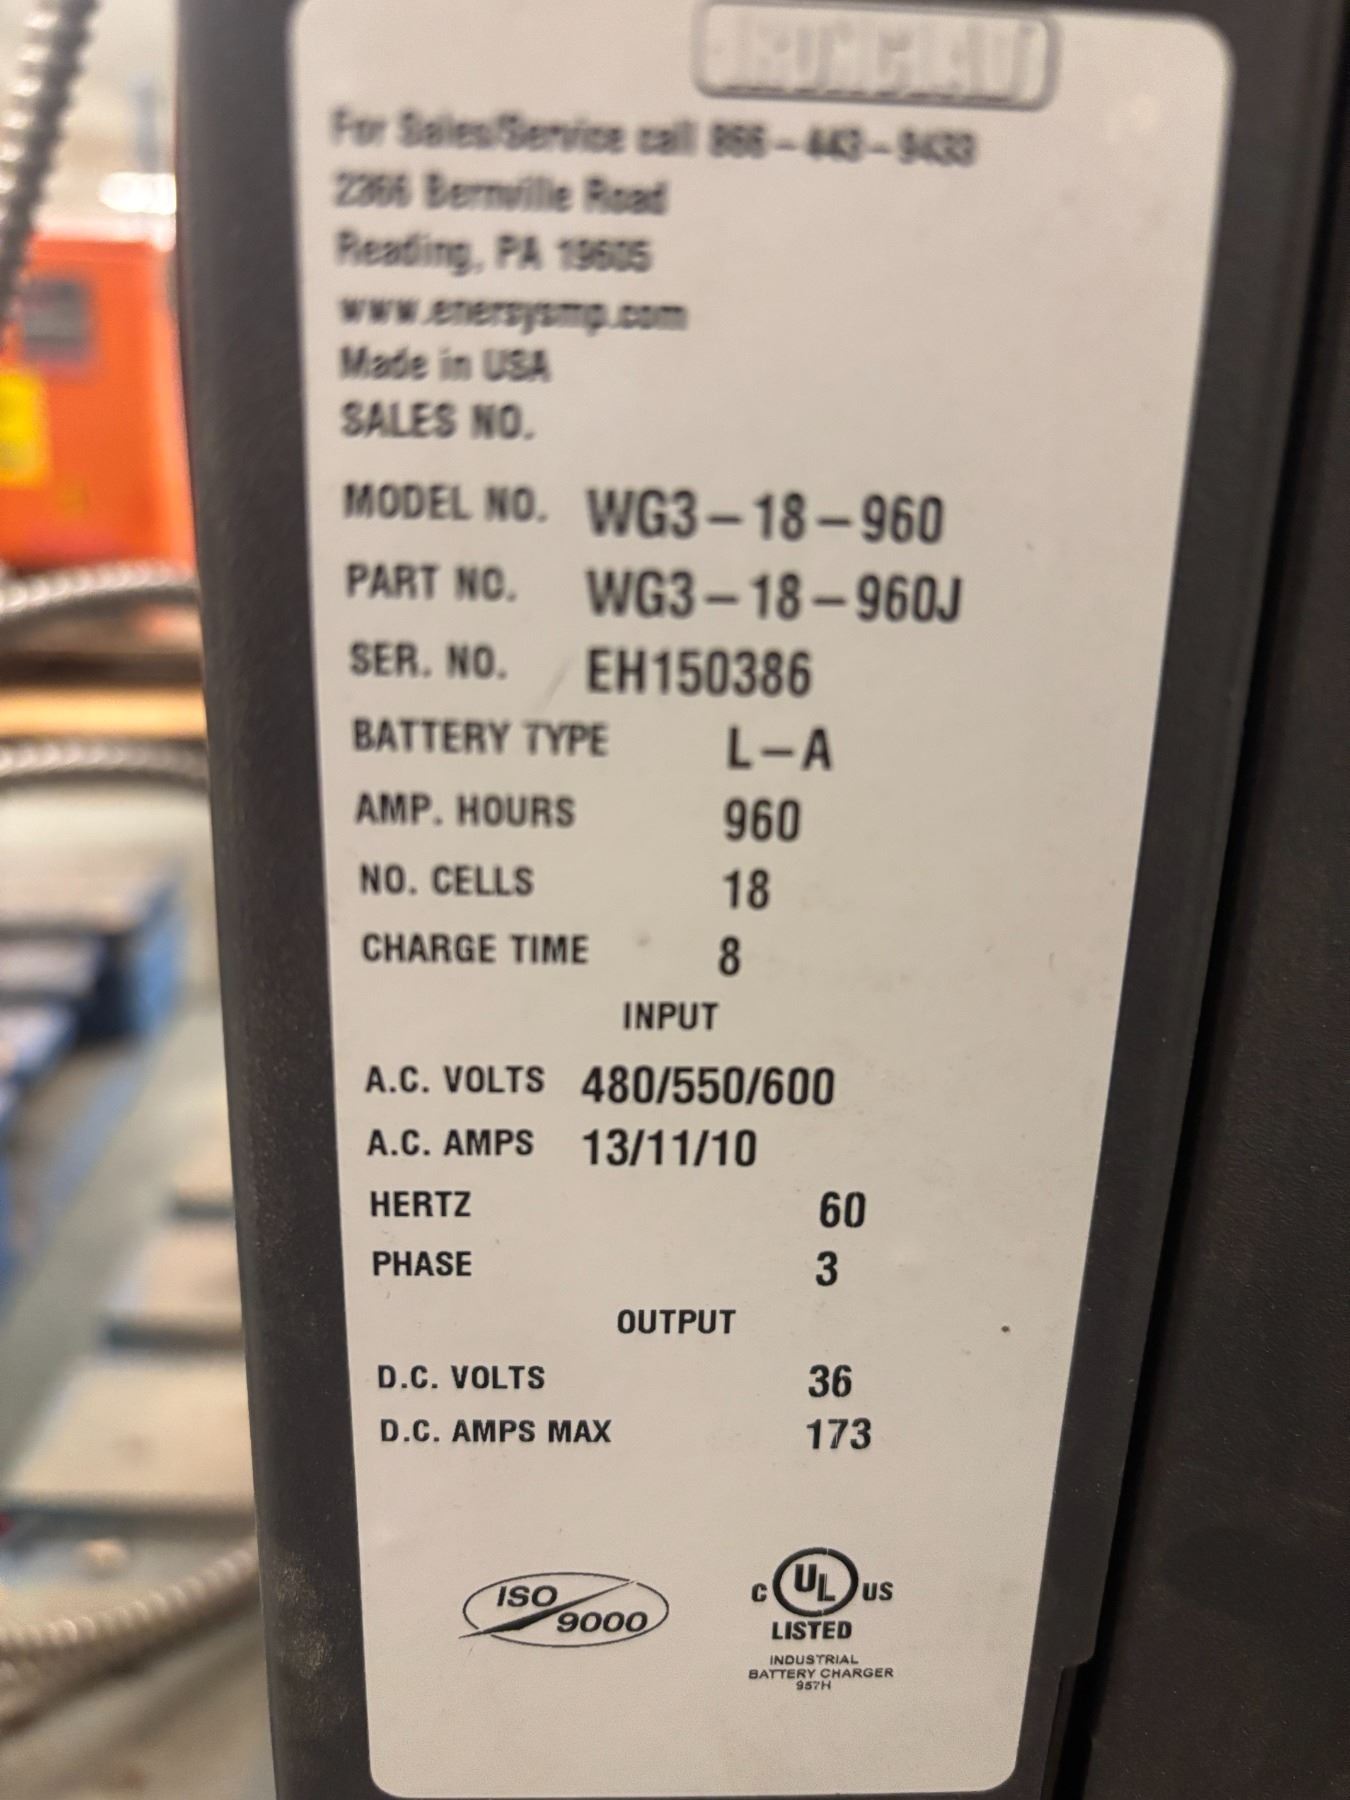 IRONCLAD
For Sales/Service call 866-443-9433
2366 Bernville Road
Reading, PA 19605
www.enersysmp.com
Made in USA
SALES NO.
MODEL NO. WG3-18-960
PART NO. WG3-18-960J
SER. NO. EH150386
BATTERY TYPE L-A
AMP. HOURS 960
NO. CELLS 18
CHARGE TIME 8
INPUT
A.C. VOLTS 480/550/600
A.C. AMPS 13/11/10
HERTZ 60
PHASE 3
OUTPUT
D.C. VOLTS 36
D.C. AMPS MAX 173
ISO 9000
C UL US
LISTED
INDUSTRIAL
BATTERY CHARGER
957H